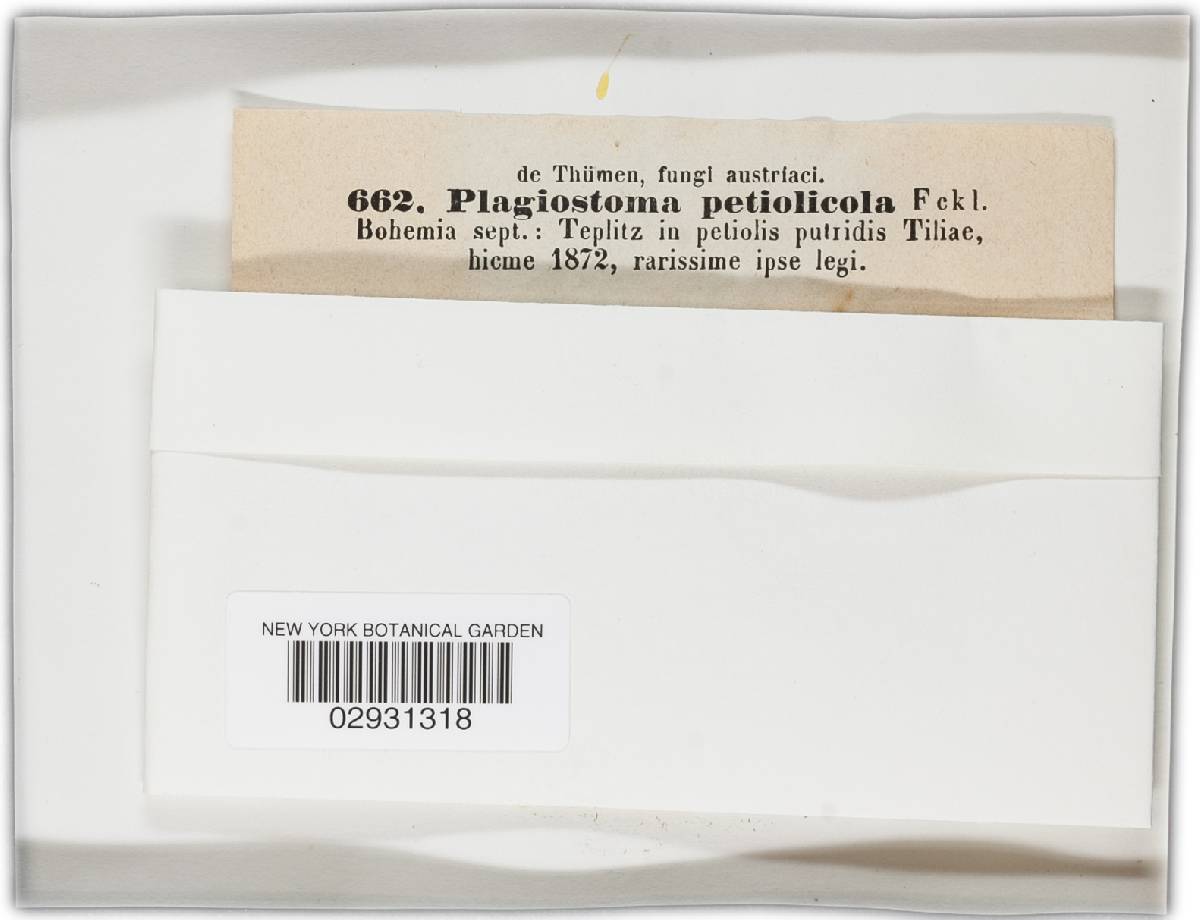 de Thümen, fungi austriaci.
662. Plagiostoma petiolicola Fckl.
Bohemia sept.: Teplitz in petiolis putridis Tiliae,
hieme 1872, rarissime ipse legi.
NEW YORK BOTANICAL GARDEN
02931318